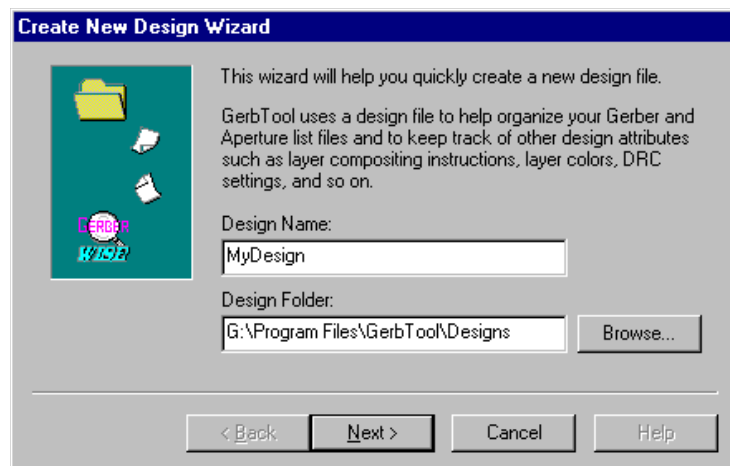 Create New Design Wizard
This wizard will help you quickly create a new design file.
GerbTool uses a design file to help organize your Gerber and
Aperture list files and to keep track of other design attributes
such as layer compositing instructions, layer colors, DRC
settings, and so on.
GERBER
WISE
Design Name:
MyDesign
Design Folder:
G:\Program Files\GerbTool\Designs
Browse...
< Back
Next >
Cancel
Help